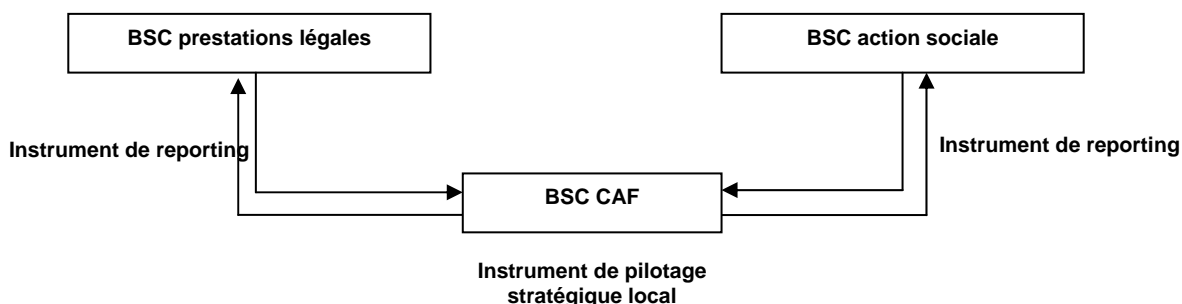 BSC prestations légales
BSC action sociale
Instrument de reporting
Instrument de reporting
BSC CAF
Instrument de pilotage
stratégique local